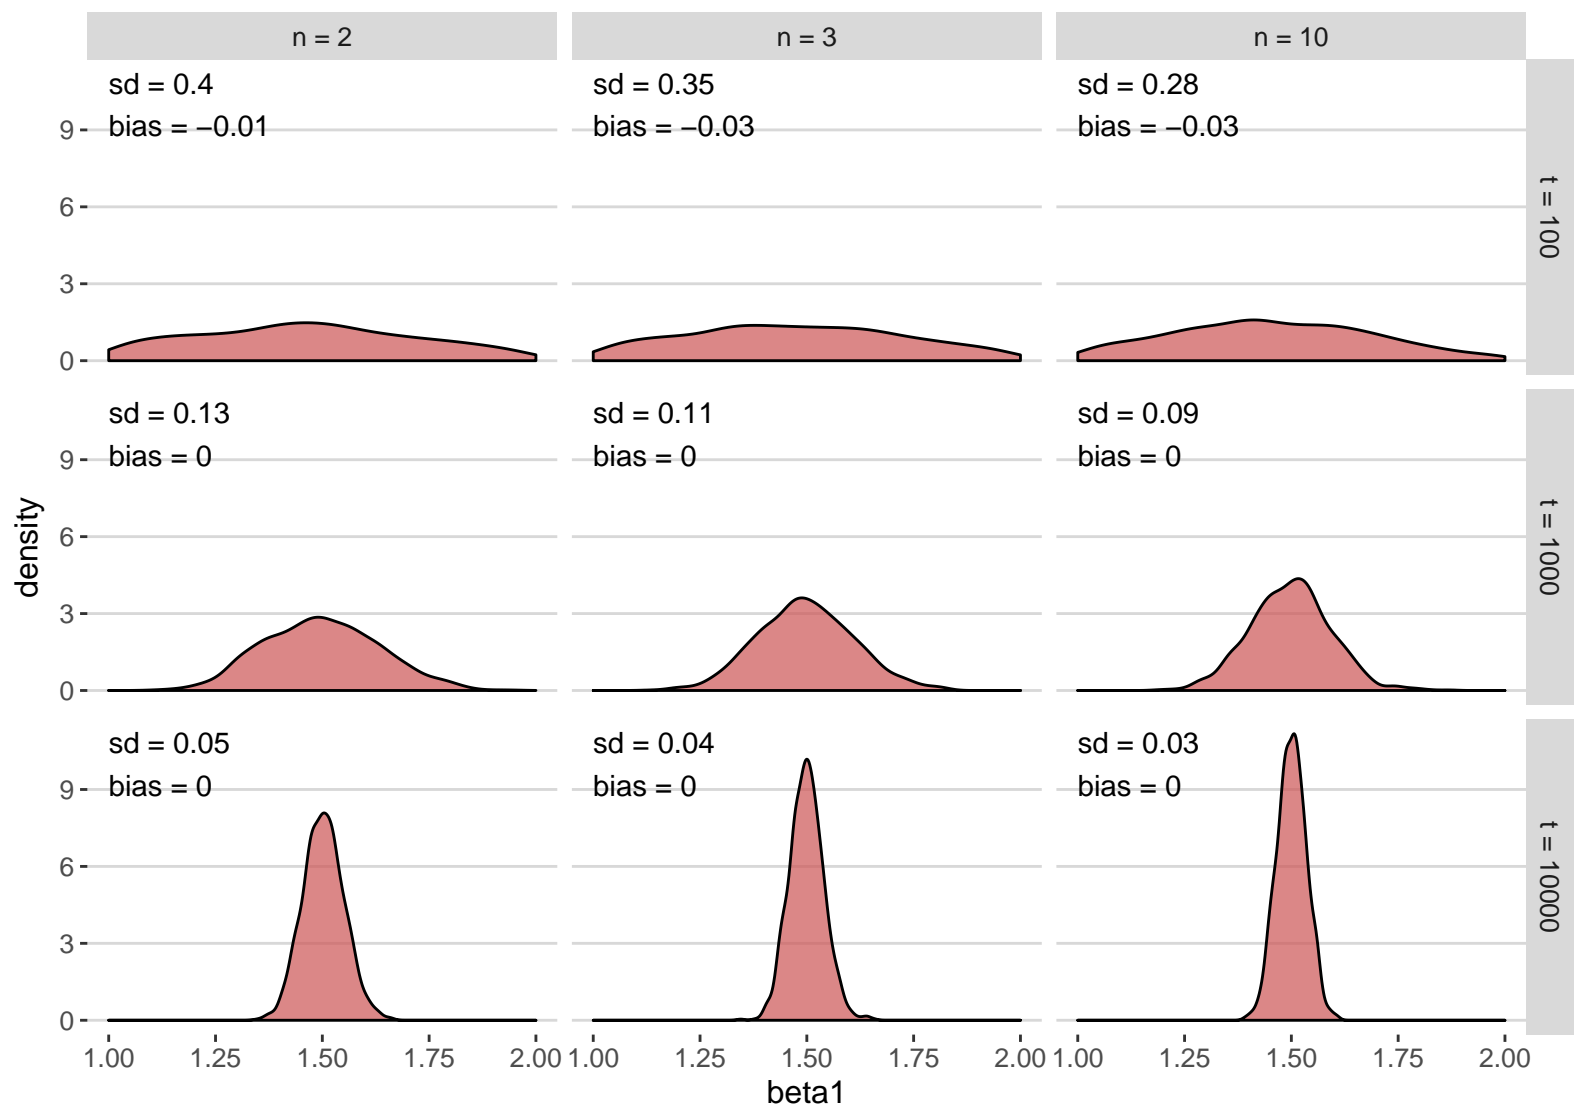 n = 2
n = 3
n = 10
sd = 0.4
bias = −0.01
sd = 0.35
bias = −0.03
sd = 0.28
bias = −0.03
9
6
3
0
t = 100
sd = 0.13
bias = 0
sd = 0.11
bias = 0
sd = 0.09
bias = 0
9
6
3
0
t = 1000
density
sd = 0.05
bias = 0
sd = 0.04
bias = 0
sd = 0.03
bias = 0
9
6
3
0
t = 10000
1.00 1.25 1.50 1.75 2.00
1.00 1.25 1.50 1.75 2.00
1.00 1.25 1.50 1.75 2.00
beta1